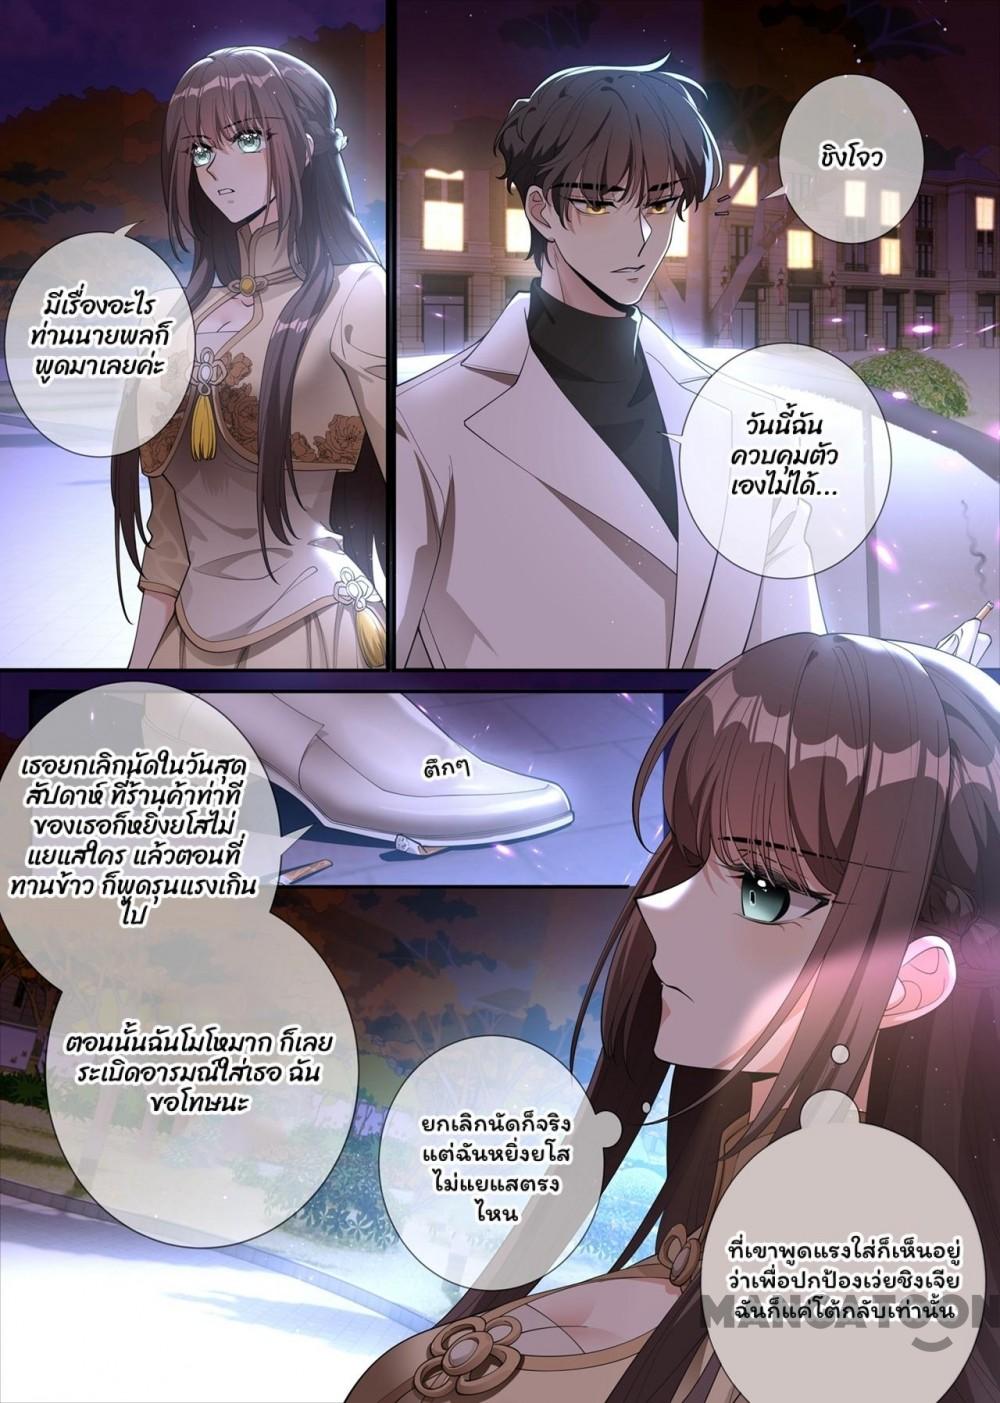 มีเรื่องอะไร
ท่านนายพลก็
พูดมาเลยค่ะ
ชิงโจว
วันนี้ฉัน
ควบคุมตัว
เองไม่ได้...
ตึกๆ
เธอยกเลิกนัดในวันสุด
สัปดาห์ ที่ร้านค้าท่าที
ของเธอก็หยิ่งยโสไม่
แยแสใคร แล้วตอนที่
ทานข้าว ก็พูดรุนแรงเกิน
ไป
ตอนนั้นฉันโมโหมาก ก็เลย
ระเบิดอารมณ์ใส่เธอ ฉัน
ขอโทษนะ
ยกเลิกนัดก็จริง
แต่ฉันหยิ่งยโส
ไม่แยแสตรง
ไหน
ที่เขาพูดแรงใส่ก็เห็นอยู่
ว่าเพื่อปกป้องเว่ยชิงเจีย
ฉันก็แค่โต้กลับเท่านั้น
MANGATOON